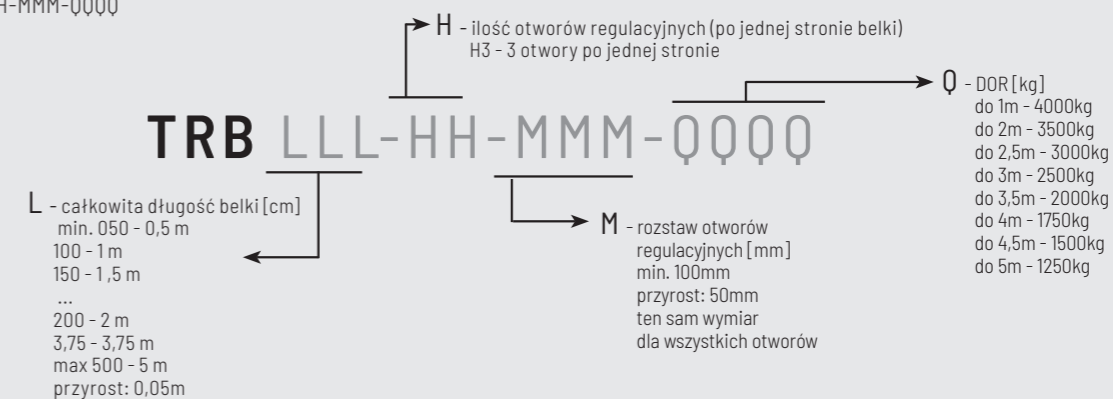 H-MMM-QQQQ
H - ilość otworów regulacyjnych (po jednej stronie belki)
H3 - 3 otwory po jednej stronie
Q - DOR [kg]
do 1m - 4000kg
do 2m - 3500kg
do 2,5m - 3000kg
do 3m - 2500kg
do 3,5m - 2000kg
do 4m - 1750kg
do 4,5m - 1500kg
do 5m - 1250kg
TRB LLL-HH-MMM-QQQQ
L - całkowita długość belki [cm]
min. 050 - 0,5 m
100 - 1 m
150 - 1 ,5 m
...
200 - 2 m
3,75 - 3,75 m
max 500 - 5 m
przyrost: 0,05m
M - rozstaw otworów
regulacyjnych [mm]
min. 100mm
przyrost: 50mm
ten sam wymiar
dla wszystkich otworów